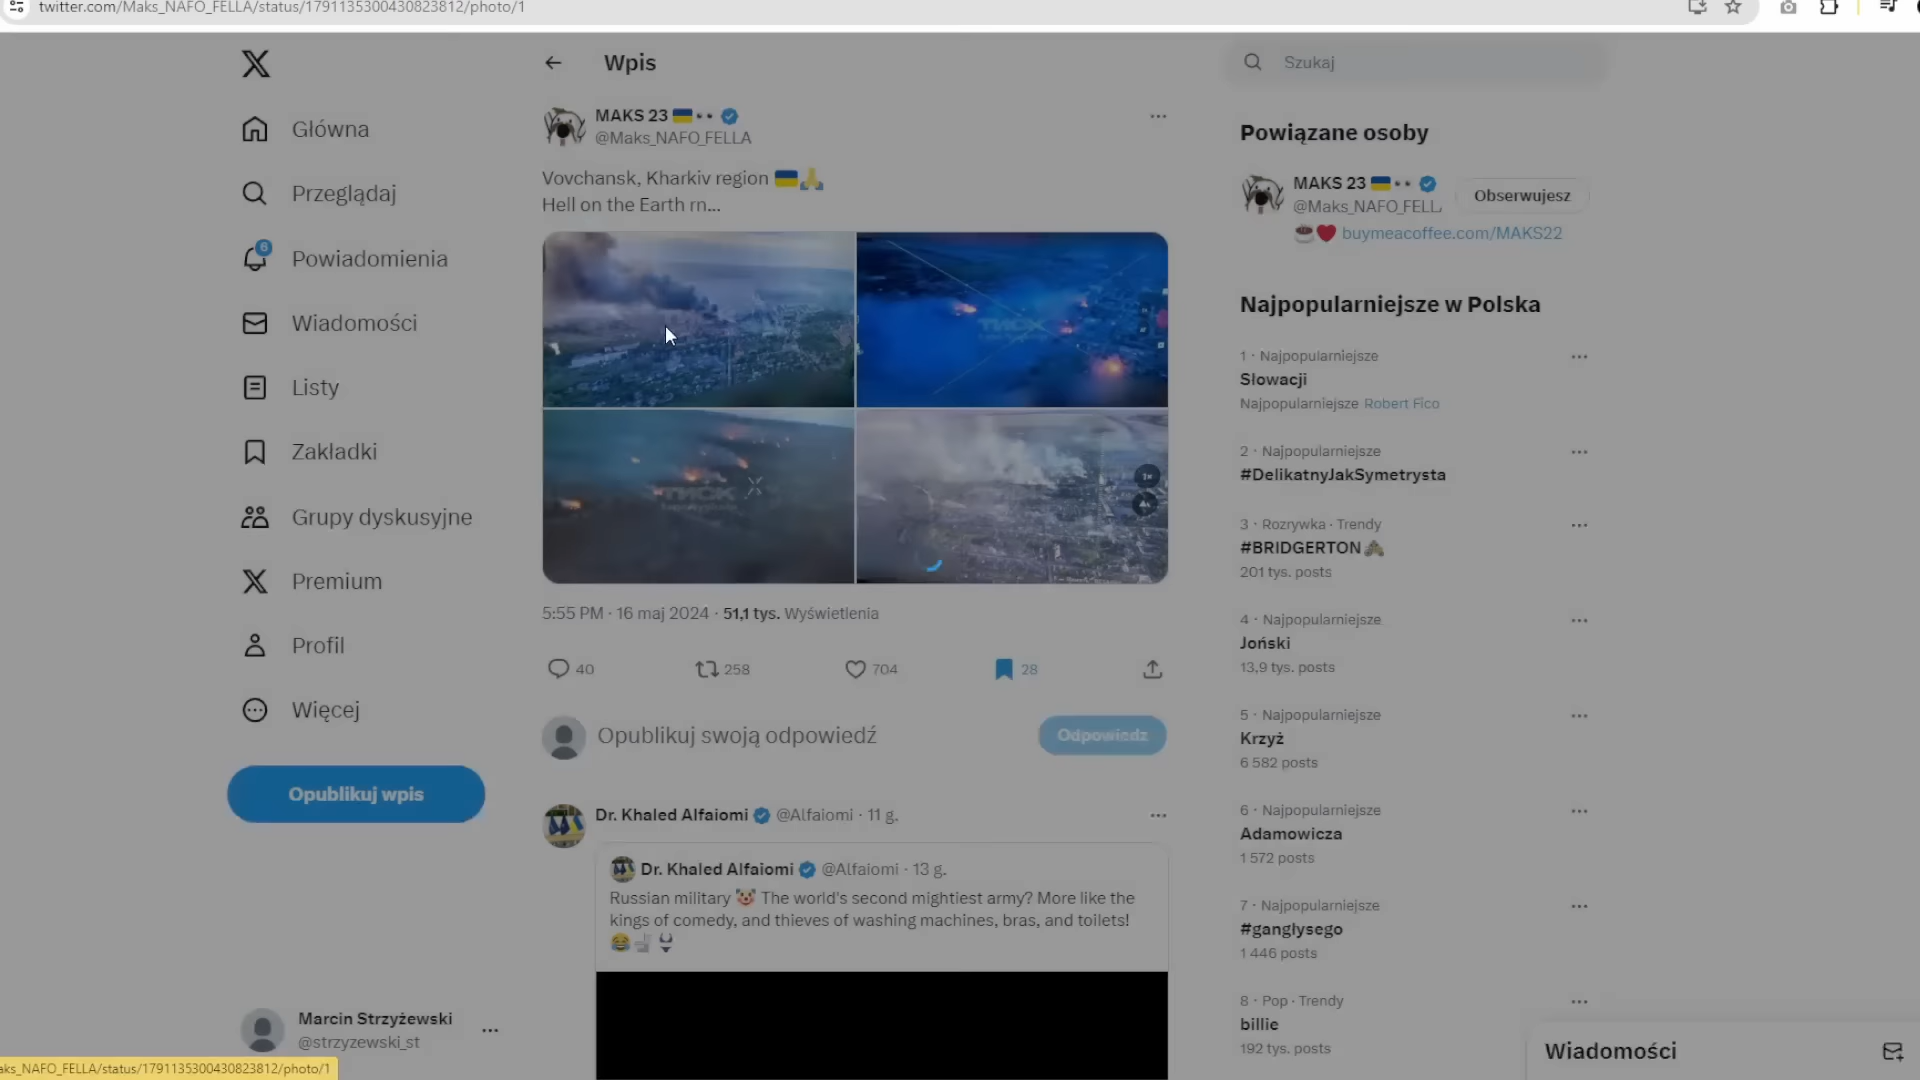 twitter.com/Maks_NAFO_FELLA/status/1791135300430823812/photo/1
Główna
Przeglądaj
6
Powiadomienia
Wiadomości
Listy
Zakładki
Grupy dyskusyjne
Premium
Profil
Więcej
Opublikuj wpis
Marcin Strzyżewski
@strzyzewski_st
aks_NAFO_FELLA/status/1791135300430823812/photo/1
Wpis
MAKS 23
@Maks_NAFO_FELLA
Vovchansk, Kharkiv region 🇺🇦🙏
Hell on the Earth rn...
5:55 PM · 16 maj 2024 · 51,1 tys. Wyświetlenia
40 258 704 28
Opublikuj swoją odpowiedź
Odpowiedz
Dr. Khaled Alfaiomi @Alfaiomi · 11 g.
Dr. Khaled Alfaiomi @Alfaiomi · 13 g.
Russian military 🤡 The world's second mightiest army? More like the
kings of comedy, and thieves of washing machines, bras, and toilets!
Szukaj
Powiązane osoby
MAKS 23
@Maks_NAFO_FELL
Obserwujesz
buymeacoffee.com/MAKS22
Najpopularniejsze w Polska
1 · Najpopularniejsze
Słowacji
Najpopularniejsze Robert Fico
2 · Najpopularniejsze
#DelikatnyJakSymetrysta
3 · Rozrywka · Trendy
#BRIDGERTON
201 tys. posts
4 · Najpopularniejsze
Joński
13,9 tys. posts
5 · Najpopularniejsze
Krzyż
6 582 posts
6 · Najpopularniejsze
Adamowicza
1 572 posts
7 · Najpopularniejsze
#ganglysego
1 446 posts
8 · Pop · Trendy
billie
192 tys. posts
Wiadomości